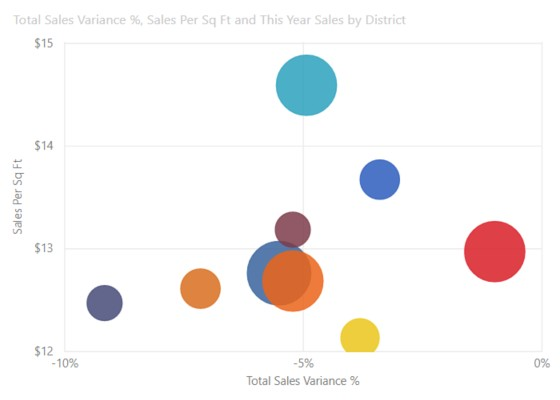 Total Sales Variance %, Sales Per Sq Ft and This Year Sales by District
$15
$14
$13
$12
Sales Per Sq Ft
-10%
-5%
0%
Total Sales Variance %